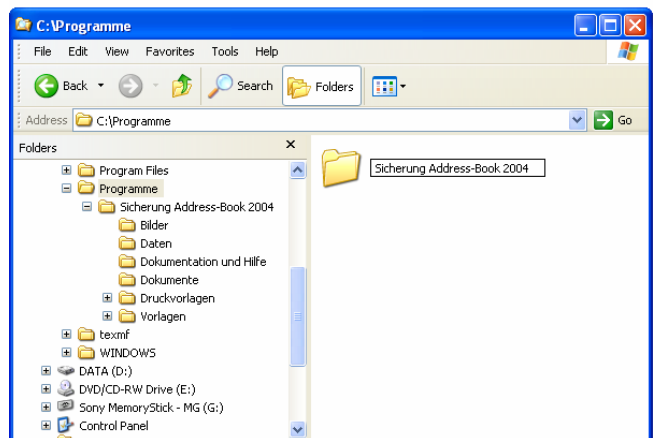 C:\Programme
File Edit View Favorites Tools Help
Back Search Folders
Address C:\Programme Go
Folders
Program Files
Programme
Sicherung Address-Book 2004
Bilder
Daten
Dokumentation und Hilfe
Dokumente
Druckvorlagen
Vorlagen
texmf
WINDOWS
DATA (D:)
DVD/CD-RW Drive (E:)
Sony MemoryStick - MG (G:)
Control Panel
Sicherung Address-Book 2004